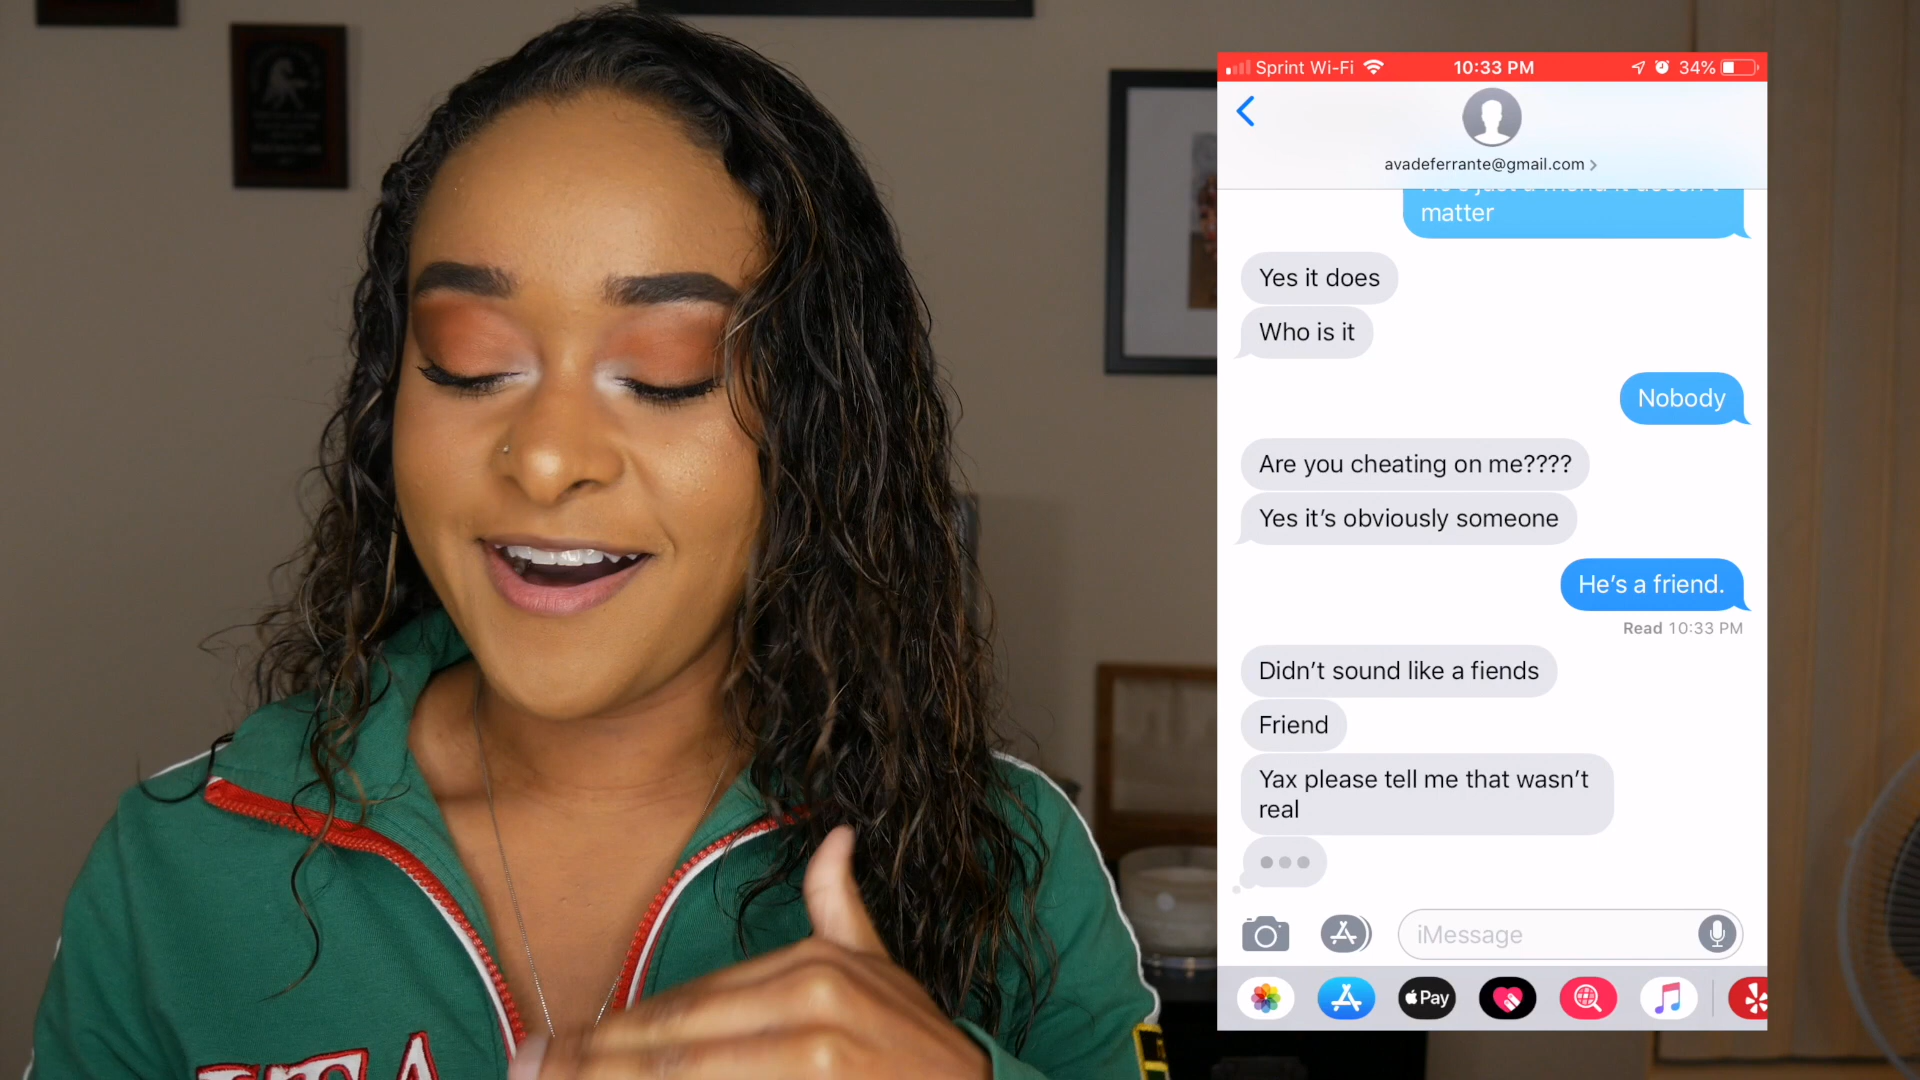 Sprint Wi-Fi 10:33 PM 34%
avadeferrante@gmail.com
matter
Yes it does
Who is it
Nobody
Are you cheating on me????
Yes it's obviously someone
He's a friend.
Read 10:33 PM
Didn't sound like a fiends
Friend
Yax please tell me that wasn't
real
iMessage
Pay